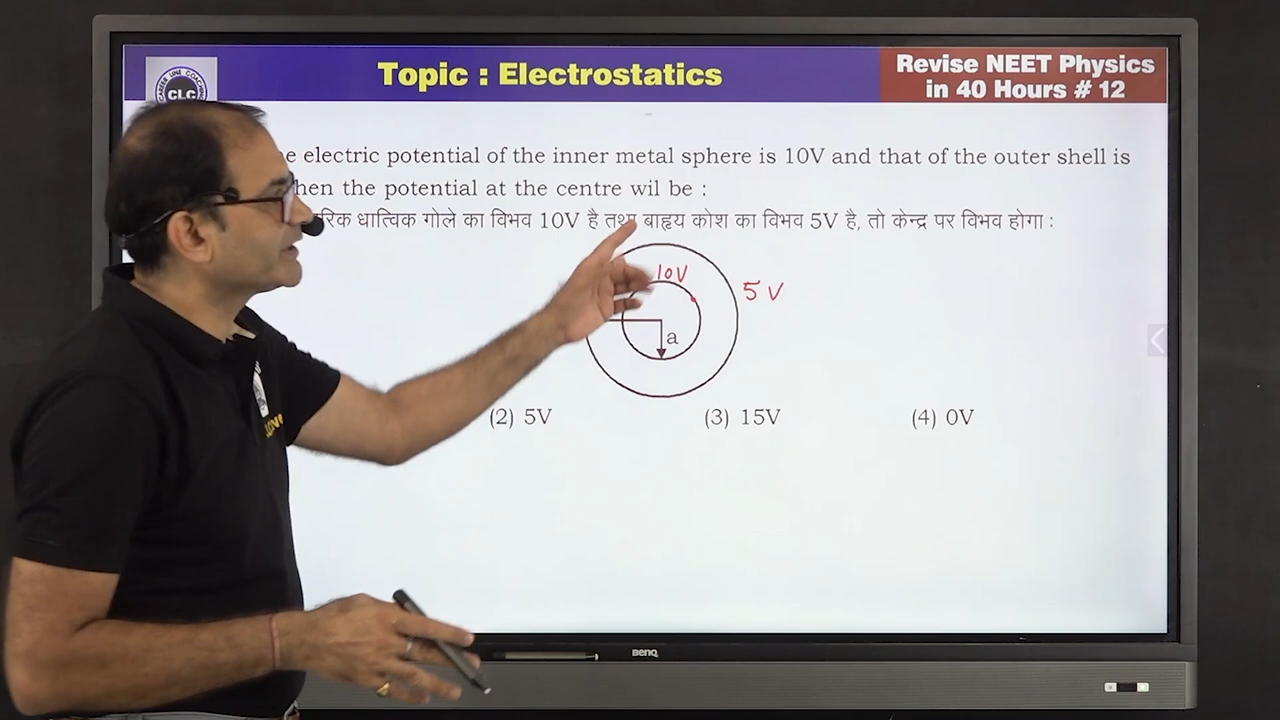 Topic : Electrostatics
Revise NEET Physics
in 40 Hours # 12
CLC
electric potential of the inner metal sphere is 10V and that of the outer shell is
the potential at the centre wil be :
धात्विक गोले का विभव 10V है तथा बाहृय कोश का विभव 5V है, तो केन्द्र पर विभव होगा :
10V
5 V
a
(2) 5V
(3) 15V
(4) 0V
BenQ